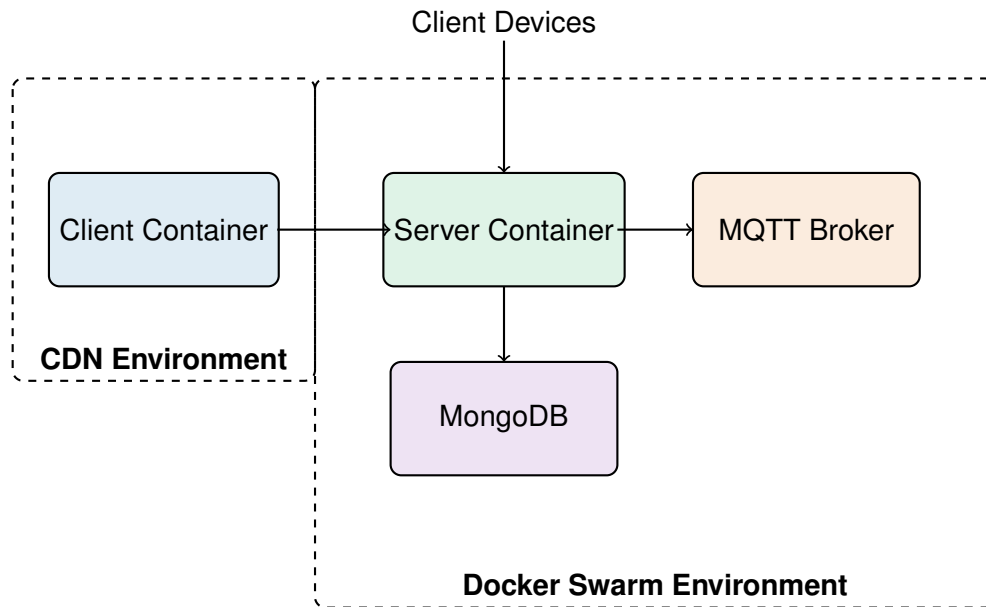 Client Devices
Client Container
Server Container
MQTT Broker
CDN Environment
MongoDB
Docker Swarm Environment